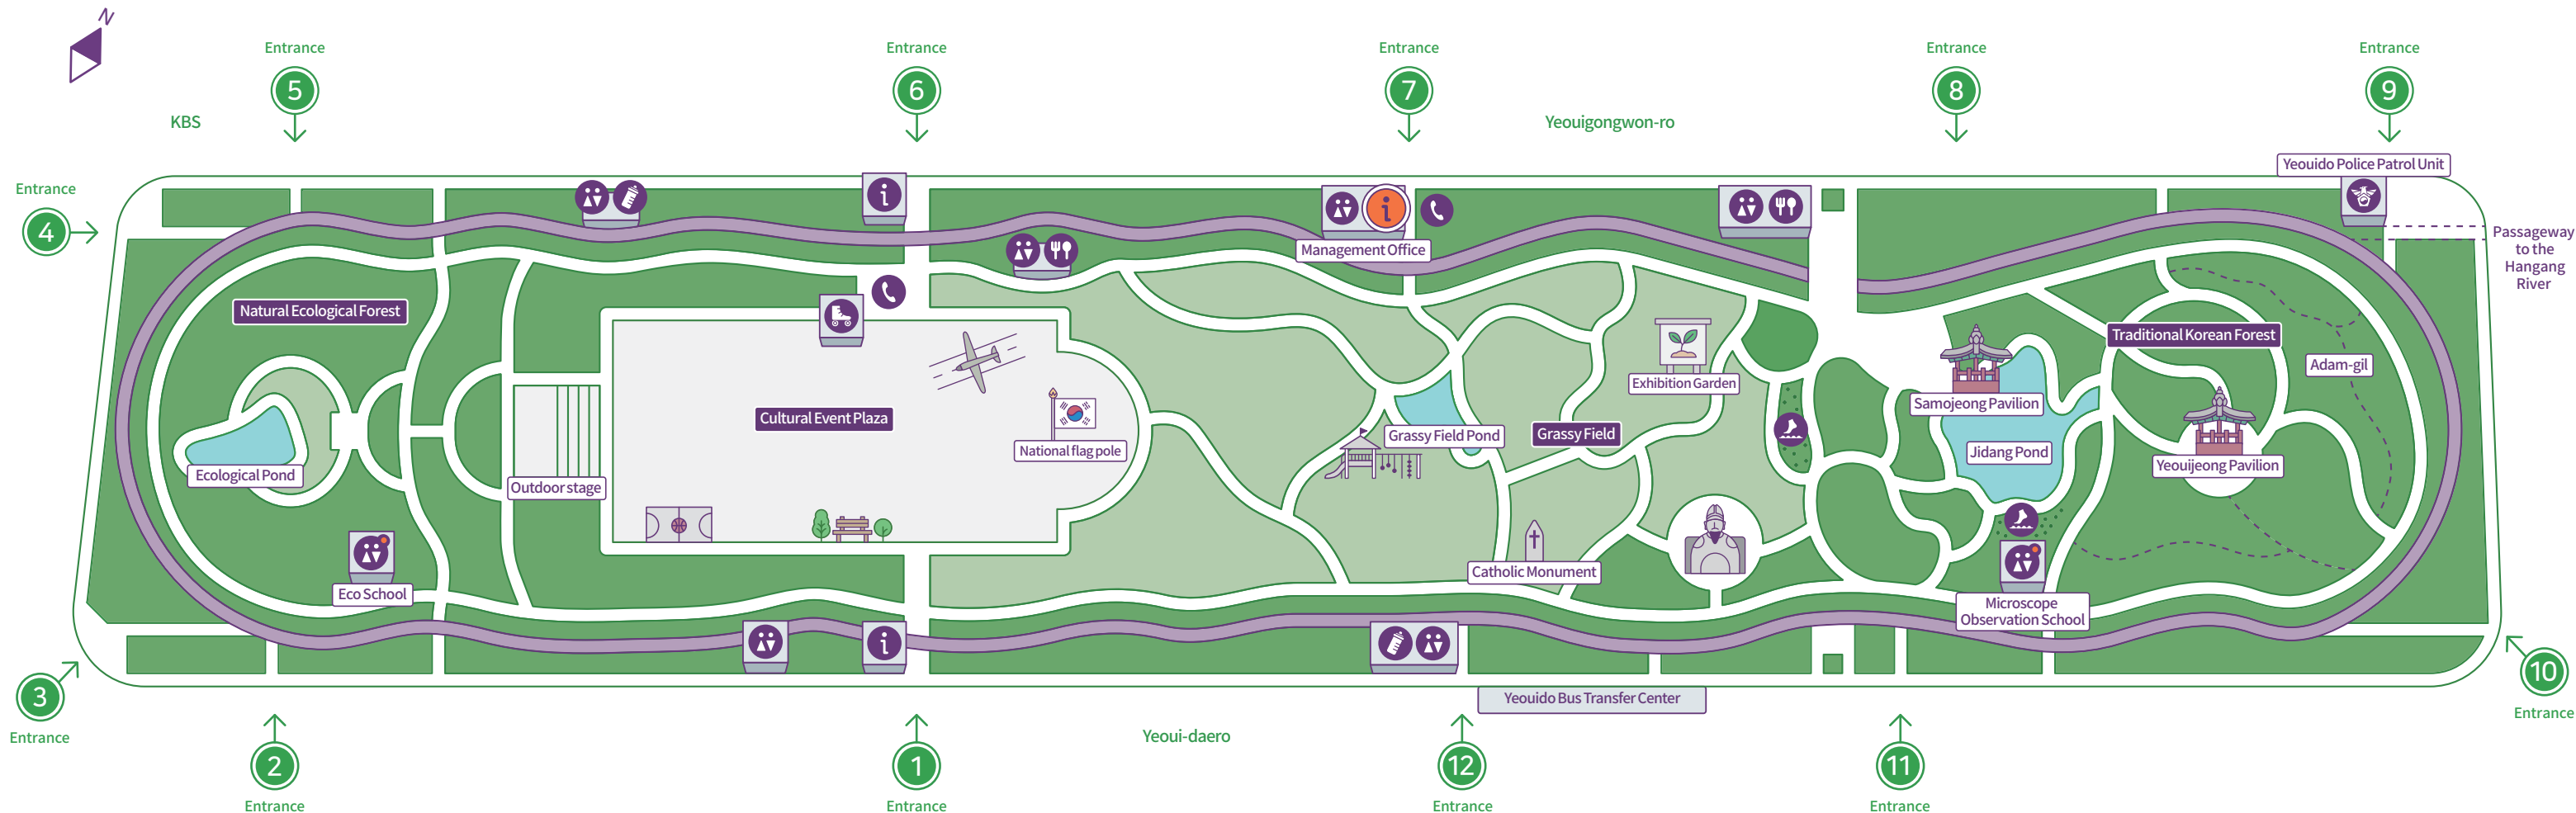 N
Entrance
5
Entrance
6
Entrance
7
Entrance
8
Entrance
9
KBS
Yeouigongwon-ro
Yeouido Police Patrol Unit
Entrance
4
i
i
Management Office
Passageway
to the
Hangang
River
Natural Ecological Forest
Traditional Korean Forest
Adam-gil
Exhibition Garden
Samojeong Pavilion
Cultural Event Plaza
National flag pole
Grassy Field Pond
Grassy Field
Jidang Pond
Yeouijeong Pavilion
Ecological Pond
Outdoor stage
Catholic Monument
Eco School
Microscope
Observation School
i
3
Entrance
10
Entrance
Yeouido Bus Transfer Center
Yeoui-daero
2
Entrance
1
Entrance
12
Entrance
11
Entrance